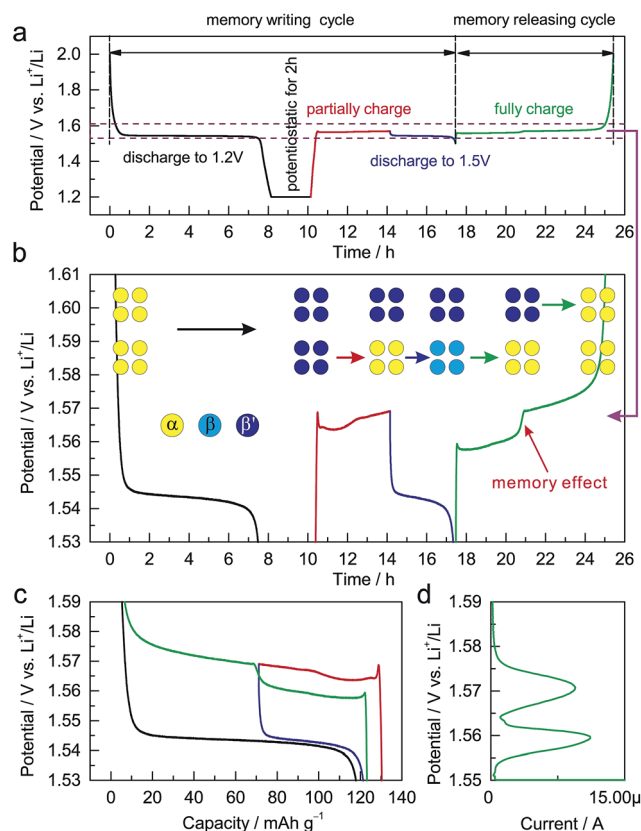 memory writing cycle
memory releasing cycle
a
Potential / V vs. Li⁺/Li
2.0
1.6
1.2
potentiostatic for 2h
partially charge
fully charge
discharge to 1.2V
discharge to 1.5V
0 2 4 6 8 10 12 14 16 18 20 22 24 26
Time / h
b
Potential / V vs. Li⁺/Li
1.61
1.60
1.59
1.58
1.57
1.56
1.55
1.54
1.53
α β β'
memory effect
0 2 4 6 8 10 12 14 16 18 20 22 24 26
Time / h
c
Potential / V vs. Li⁺/Li
1.59
1.58
1.57
1.56
1.55
1.54
1.53
0 20 40 60 80 100 120 140
Capacity / mAh g⁻¹
d
Potential / V vs. Li⁺/Li
1.59
1.58
1.57
1.56
1.55
0 15.00µ
Current / A